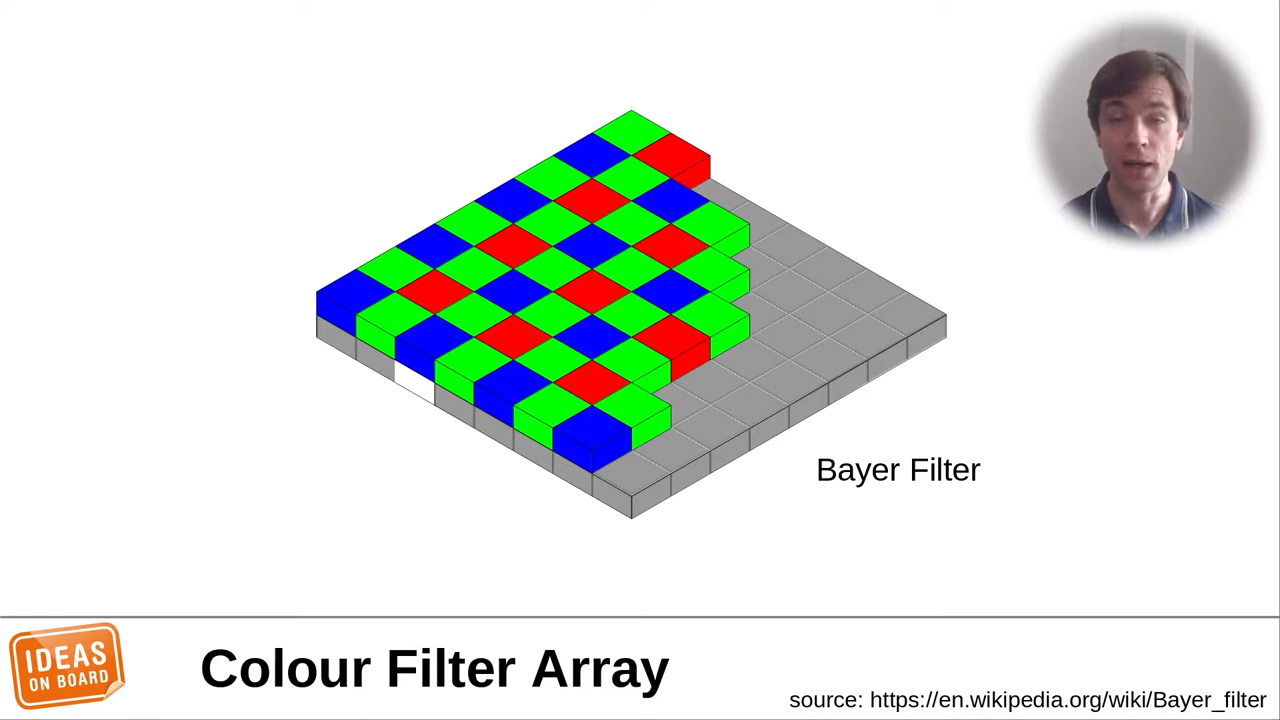 Bayer Filter
IDEAS
ON BOARD
Colour Filter Array
source: https://en.wikipedia.org/wiki/Bayer_filter